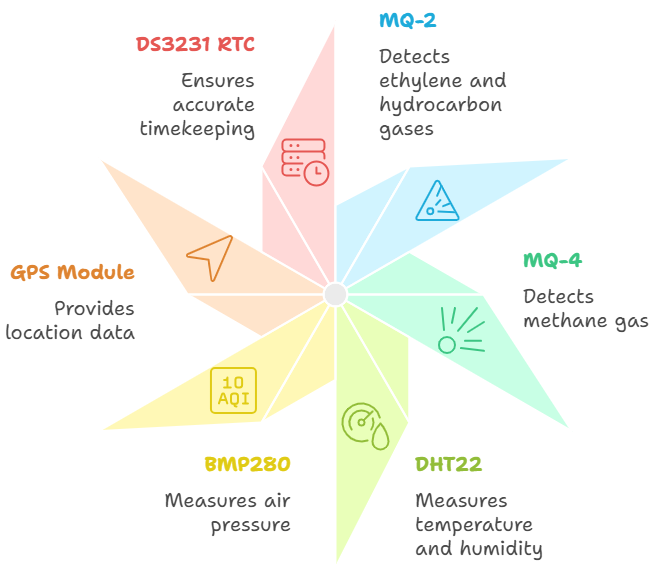 DS3231 RTC
Ensures
accurate
timekeeping
MQ-2
Detects
ethylene and
hydrocarbon
gases
GPS Module
Provides
location data
MQ-4
Detects
methane gas
10
AQI
BMP280
Measures air
pressure
DHT22
Measures
temperature
and humidity